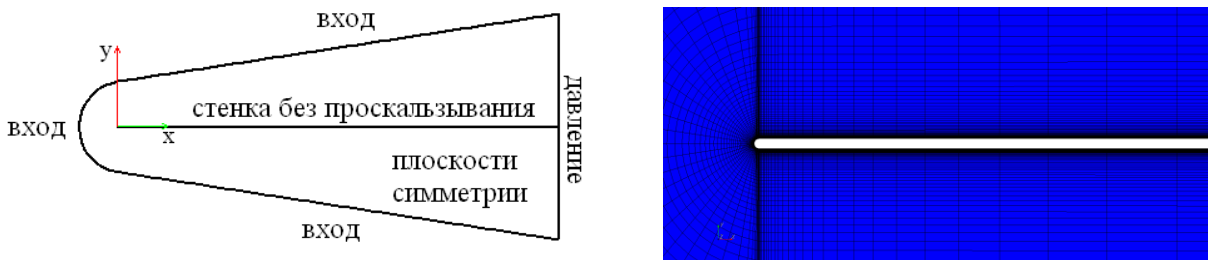 вход
y
стенка без проскальзывания
вход
x
давление
плоскости
симметрии
вход